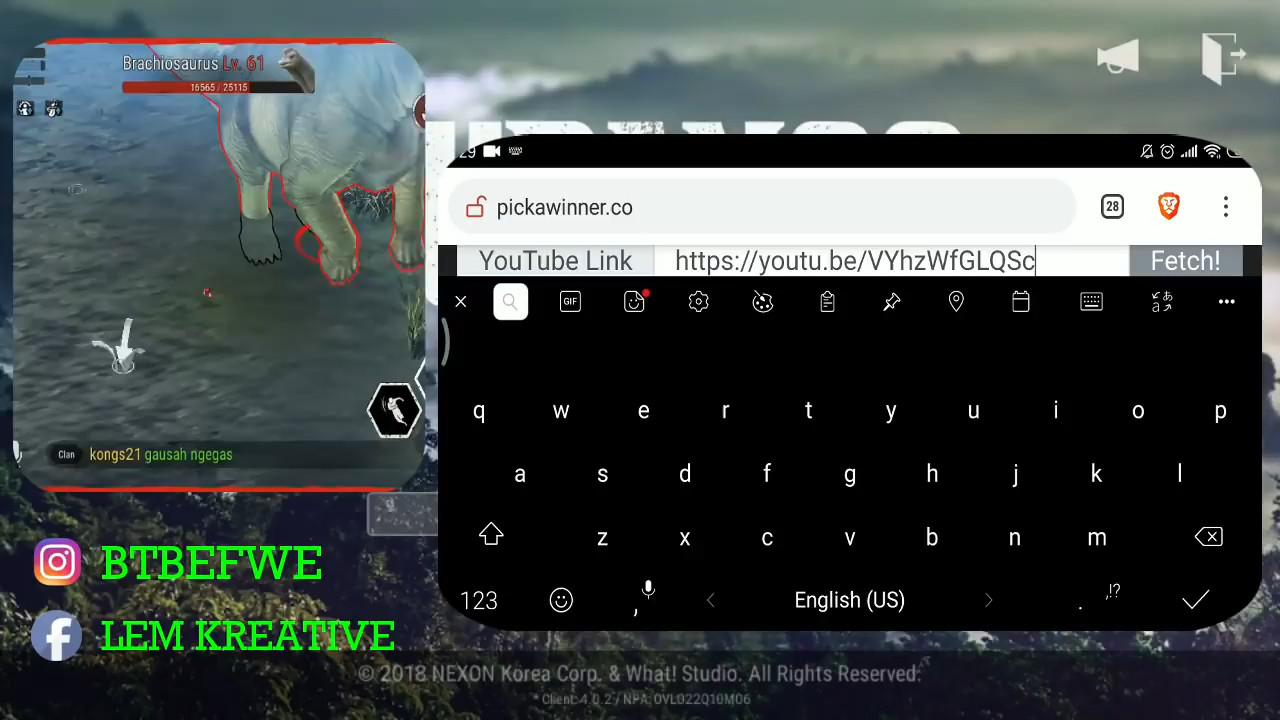 Brachiosaurus Lv. 61
16565 / 25115
Clan kongs21 gausah ngegas
BTBEFWE
LEM KREATIVE
29
pickawinner.co
28
YouTube Link https://youtu.be/VYhzWfGLQSc Fetch!
GIF
q w e r t y u i o p
a s d f g h j k l
z x c v b n m
123 , English (US) . ,!?
© 2018 NEXON Korea Corp. & What! Studio. All Rights Reserved.
* Client: 4.0.2 / NPA: 0VL022Q10M06